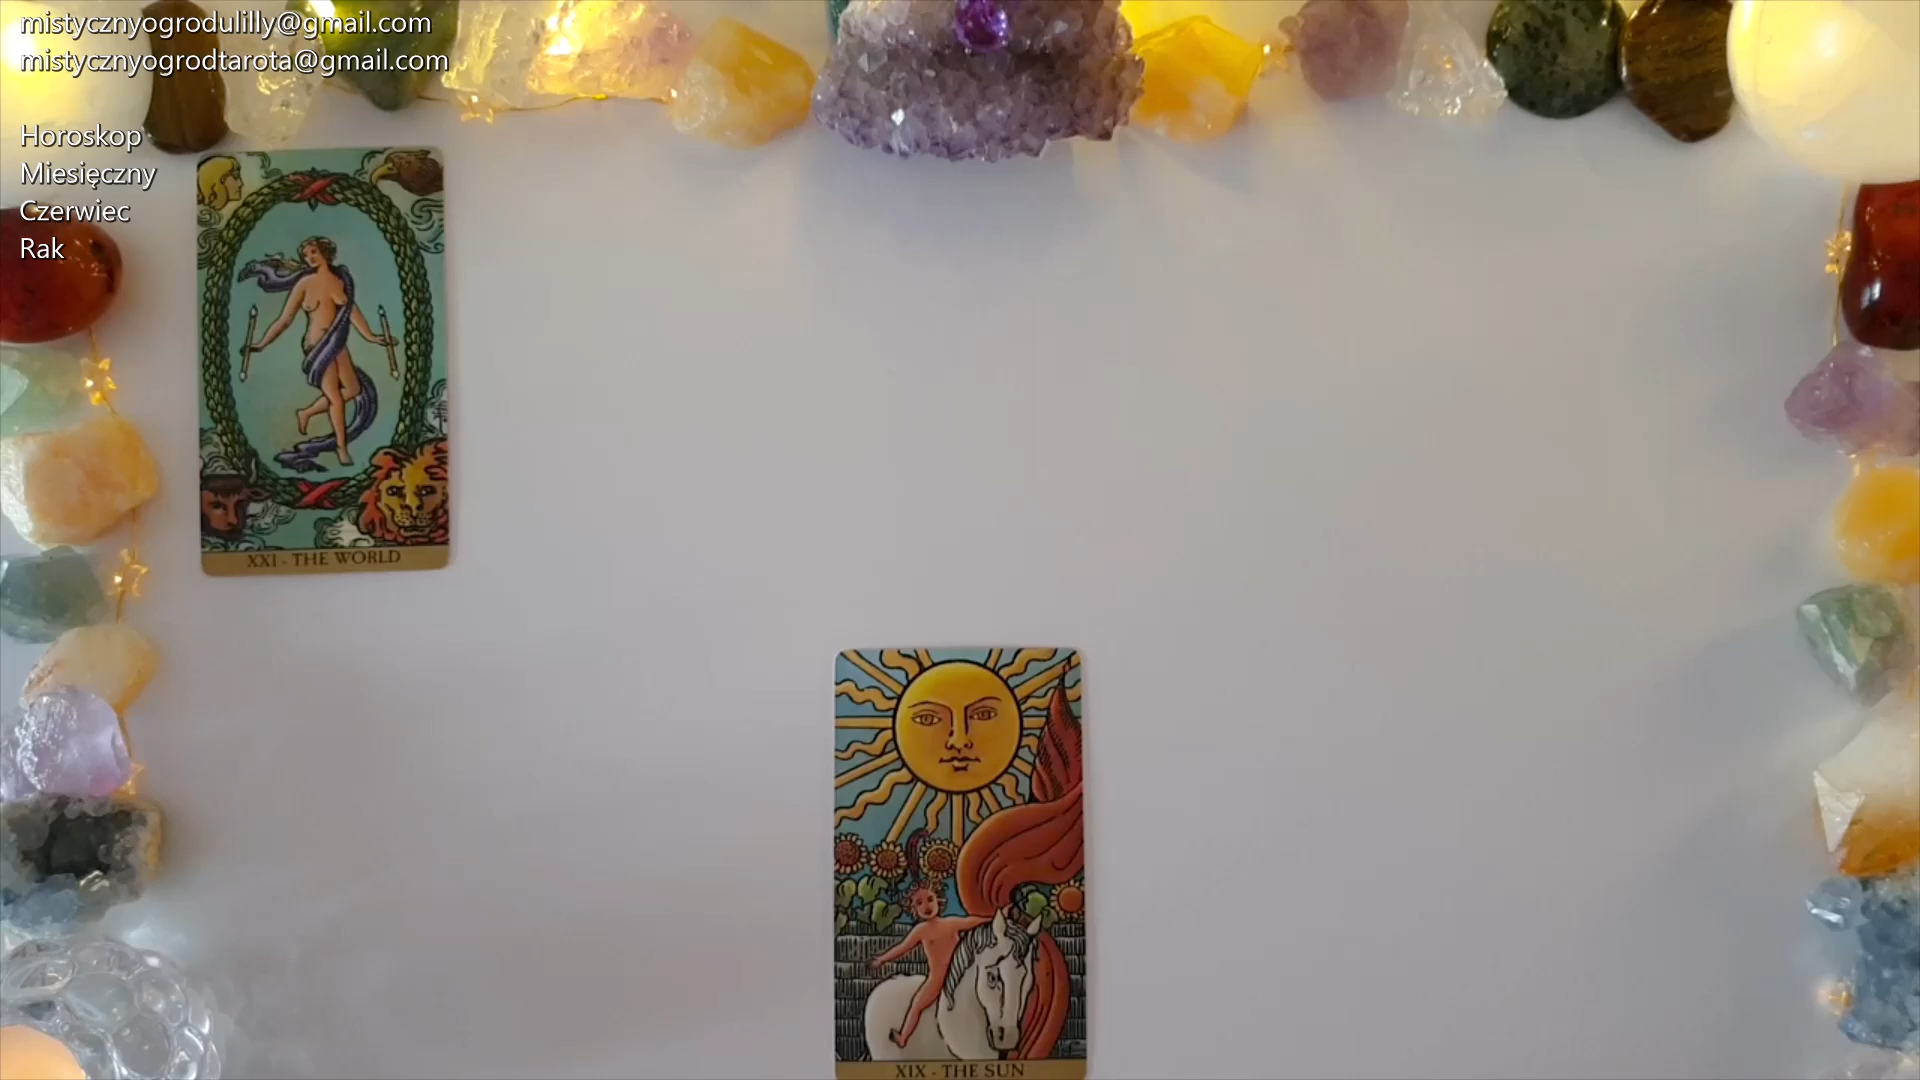 mistycznyogrodulilly@gmail.com
mistycznyogrodtarota@gmail.com
Horoskop
Miesięczny
Czerwiec
Rak
XXI - THE WORLD
XIX - THE SUN